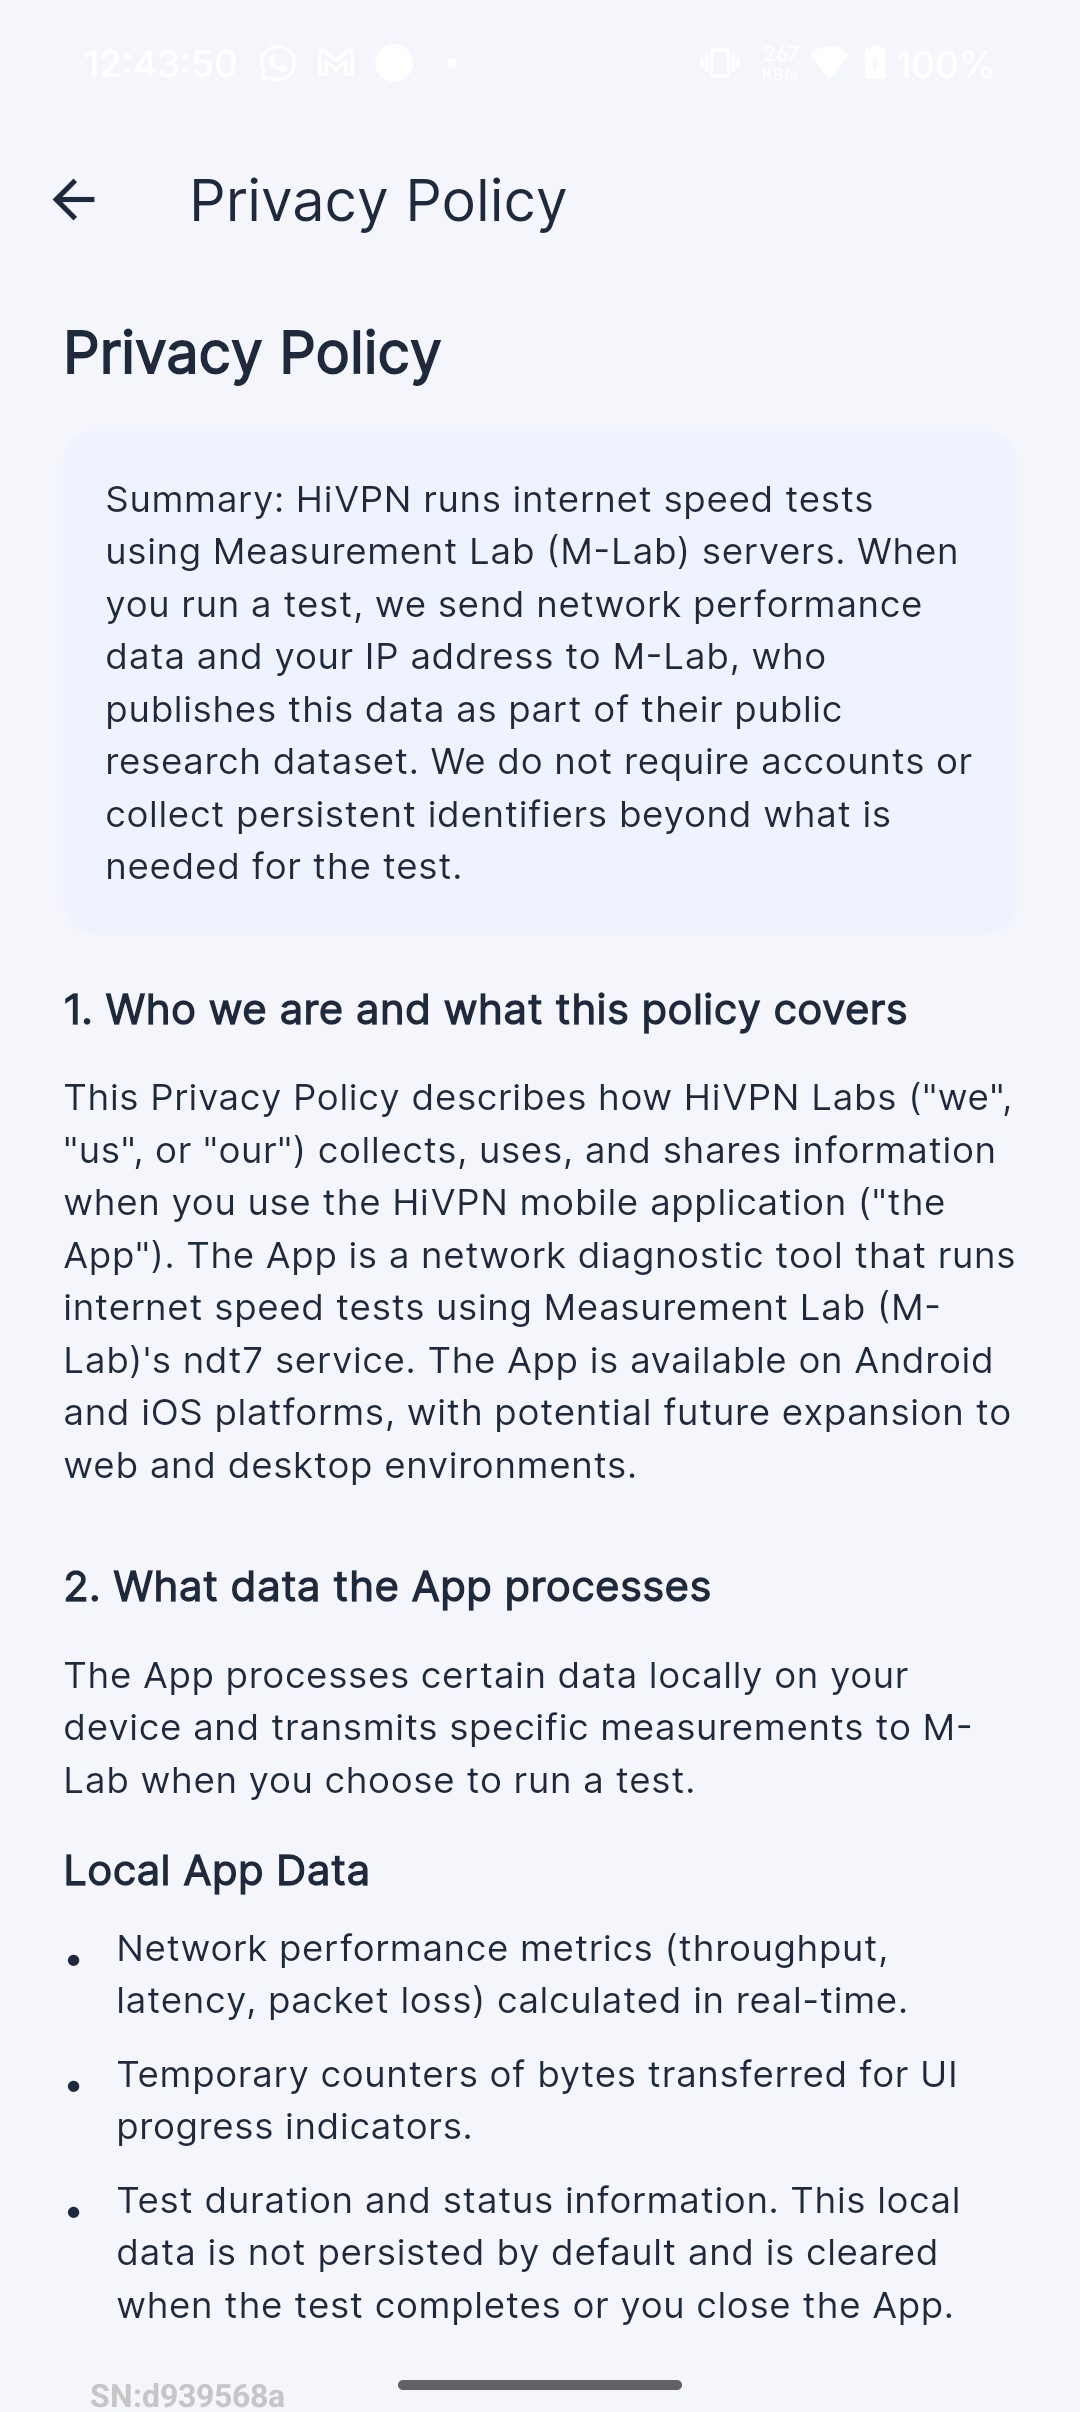 12:43:50
267
KB/s
100%
Privacy Policy
Privacy Policy
Summary: HiVPN runs internet speed tests
using Measurement Lab (M-Lab) servers. When
you run a test, we send network performance
data and your IP address to M-Lab, who
publishes this data as part of their public
research dataset. We do not require accounts or
collect persistent identifiers beyond what is
needed for the test.
1. Who we are and what this policy covers
This Privacy Policy describes how HiVPN Labs ("we",
"us", or "our") collects, uses, and shares information
when you use the HiVPN mobile application ("the
App"). The App is a network diagnostic tool that runs
internet speed tests using Measurement Lab (M-
Lab)'s ndt7 service. The App is available on Android
and iOS platforms, with potential future expansion to
web and desktop environments.
2. What data the App processes
The App processes certain data locally on your
device and transmits specific measurements to M-
Lab when you choose to run a test.
Local App Data
• Network performance metrics (throughput,
latency, packet loss) calculated in real-time.
• Temporary counters of bytes transferred for UI
progress indicators.
• Test duration and status information. This local
data is not persisted by default and is cleared
when the test completes or you close the App.
SN:d939568a